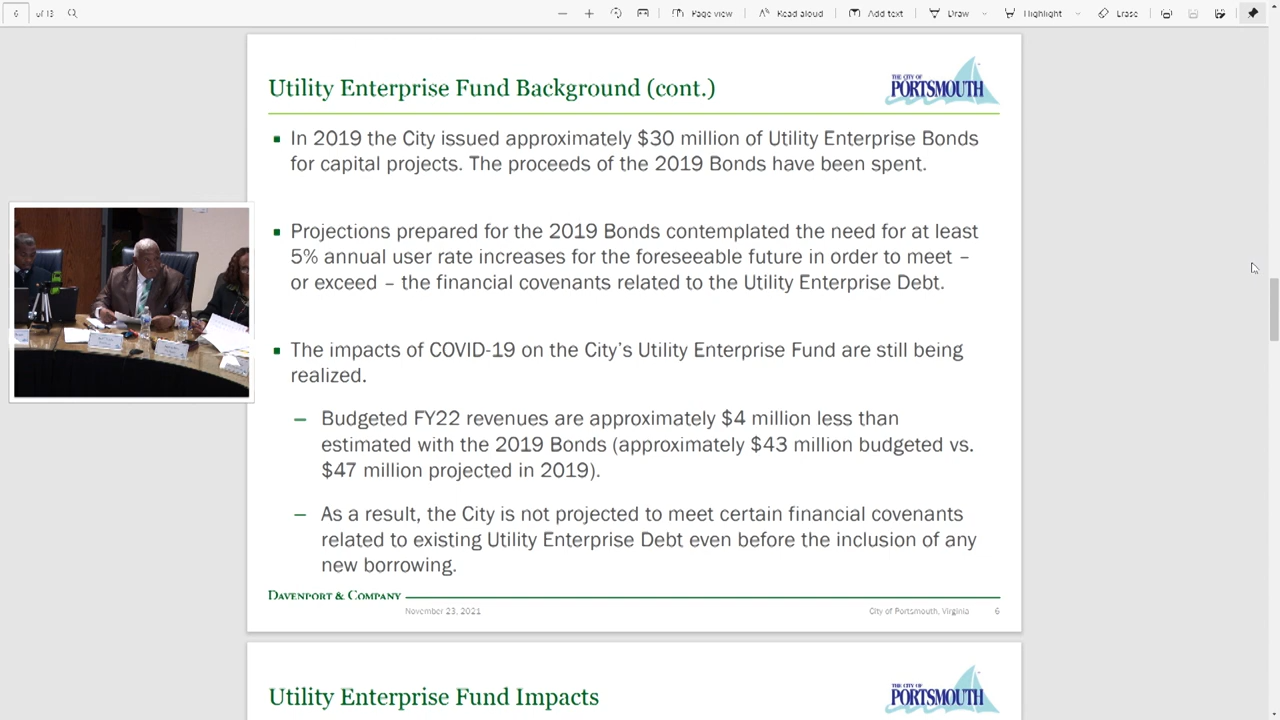 6 of 13
Page view
Read aloud
Add text
Draw
Highlight
Erase
Utility Enterprise Fund Background (cont.)
THE CITY OF
PORTSMOUTH
▪ In 2019 the City issued approximately $30 million of Utility Enterprise Bonds
for capital projects. The proceeds of the 2019 Bonds have been spent.
▪ Projections prepared for the 2019 Bonds contemplated the need for at least
5% annual user rate increases for the foreseeable future in order to meet –
or exceed – the financial covenants related to the Utility Enterprise Debt.
▪ The impacts of COVID-19 on the City’s Utility Enterprise Fund are still being
realized.
– Budgeted FY22 revenues are approximately $4 million less than
estimated with the 2019 Bonds (approximately $43 million budgeted vs.
$47 million projected in 2019).
– As a result, the City is not projected to meet certain financial covenants
related to existing Utility Enterprise Debt even before the inclusion of any
new borrowing.
DAVENPORT & COMPANY
November 23, 2021
City of Portsmouth, Virginia 6
Utility Enterprise Fund Impacts
THE CITY OF
PORTSMOUTH